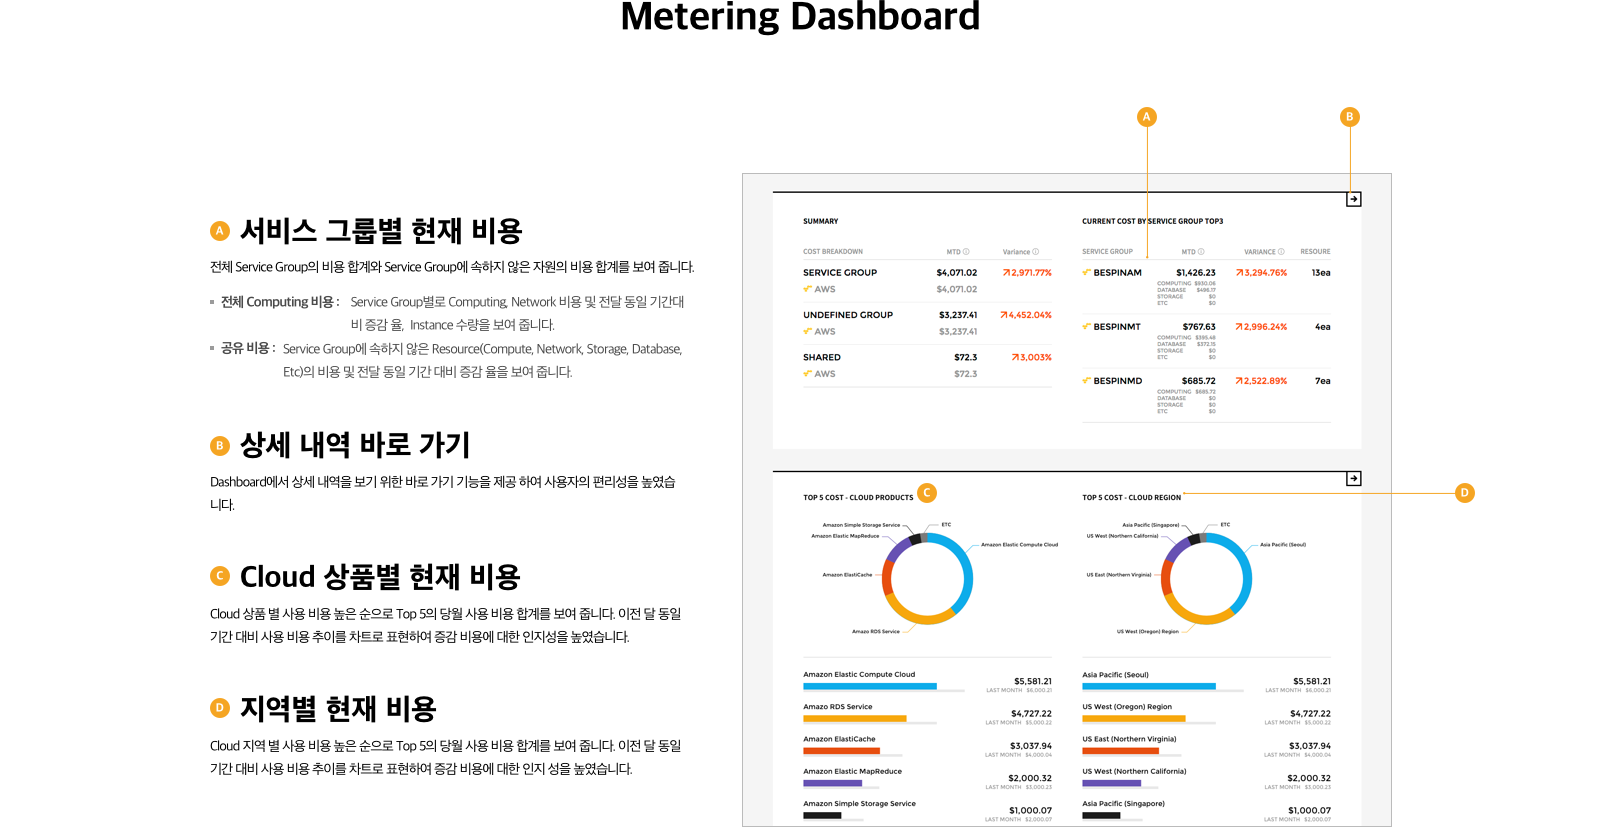 Metering Dashboard
A
B
A 서비스 그룹별 현재 비용
전체 Service Group의 비용 합계와 Service Group에 속하지 않은 자원의 비용 합계를 보여 줍니다.
전체 Computing 비용 : Service Group별로 Computing, Network 비용 및 전달 동일 기간대
비 증감 율, Instance 수량을 보여 줍니다.
공유 비용 : Service Group에 속하지 않은 Resource(Compute, Network, Storage, Database,
Etc)의 비용 및 전달 동일 기간 대비 증감 율을 보여 줍니다.
B 상세 내역 바로 가기
Dashboard에서 상세 내역을 보기 위한 바로 가기 기능을 제공 하여 사용자의 편리성을 높였습
니다.
C Cloud 상품별 현재 비용
Cloud 상품 별 사용 비용 높은 순으로 Top 5의 당월 사용 비용 합계를 보여 줍니다. 이전 달 동일
기간 대비 사용 비용 추이를 차트로 표현하여 증감 비용에 대한 인지성을 높였습니다.
D 지역별 현재 비용
Cloud 지역 별 사용 비용 높은 순으로 Top 5의 당월 사용 비용 합계를 보여 줍니다. 이전 달 동일
기간 대비 사용 비용 추이를 차트로 표현하여 증감 비용에 대한 인지 성을 높였습니다.
SUMMARY
COST BREAKDOWN MTD Variance
SERVICE GROUP $4,071.02 2,971.77%
AWS $4,071.02
UNDEFINED GROUP $3,237.41 4,452.04%
AWS $3,237.41
SHARED $72.3 3,003%
AWS $72.3
CURRENT COST BY SERVICE GROUP TOP3
SERVICE GROUP MTD VARIANCE RESOURE
BESPINAM $1,426.23 3,294.76% 13ea
COMPUTING $930.06
DATABASE $496.17
STORAGE $0
ETC $0
BESPINMT $767.63 2,996.24% 4ea
COMPUTING $395.48
DATABASE $372.15
STORAGE $0
ETC $0
BESPINMD $685.72 2,522.89% 7ea
COMPUTING $685.72
DATABASE $0
STORAGE $0
ETC $0
TOP 5 COST - CLOUD PRODUCTS C
Amazon Simple Storage Service
ETC
Amazon Elastic MapReduce
Amazon Elastic Compute Cloud
Amazon ElastiCache
Amazo RDS Service
Amazon Elastic Compute Cloud
$5,581.21
LAST MONTH $6,000.21
Amazo RDS Service
$4,727.22
LAST MONTH $5,000.22
Amazon ElastiCache
$3,037.94
LAST MONTH $4,000.04
Amazon Elastic MapReduce
$2,000.32
LAST MONTH $3,000.23
Amazon Simple Storage Service
$1,000.07
LAST MONTH $2,000.07
TOP 5 COST - CLOUD REGION D
Asia Pacific (Singapore)
ETC
US West (Northern California)
Asia Pacific (Seoul)
US East (Northern Virginia)
US West (Oregon) Region
Asia Pacific (Seoul)
$5,581.21
LAST MONTH $6,000.21
US West (Oregon) Region
$4,727.22
LAST MONTH $5,000.22
US East (Northern Virginia)
$3,037.94
LAST MONTH $4,000.04
US West (Northern California)
$2,000.32
LAST MONTH $3,000.23
Asia Pacific (Singapore)
$1,000.07
LAST MONTH $2,000.07